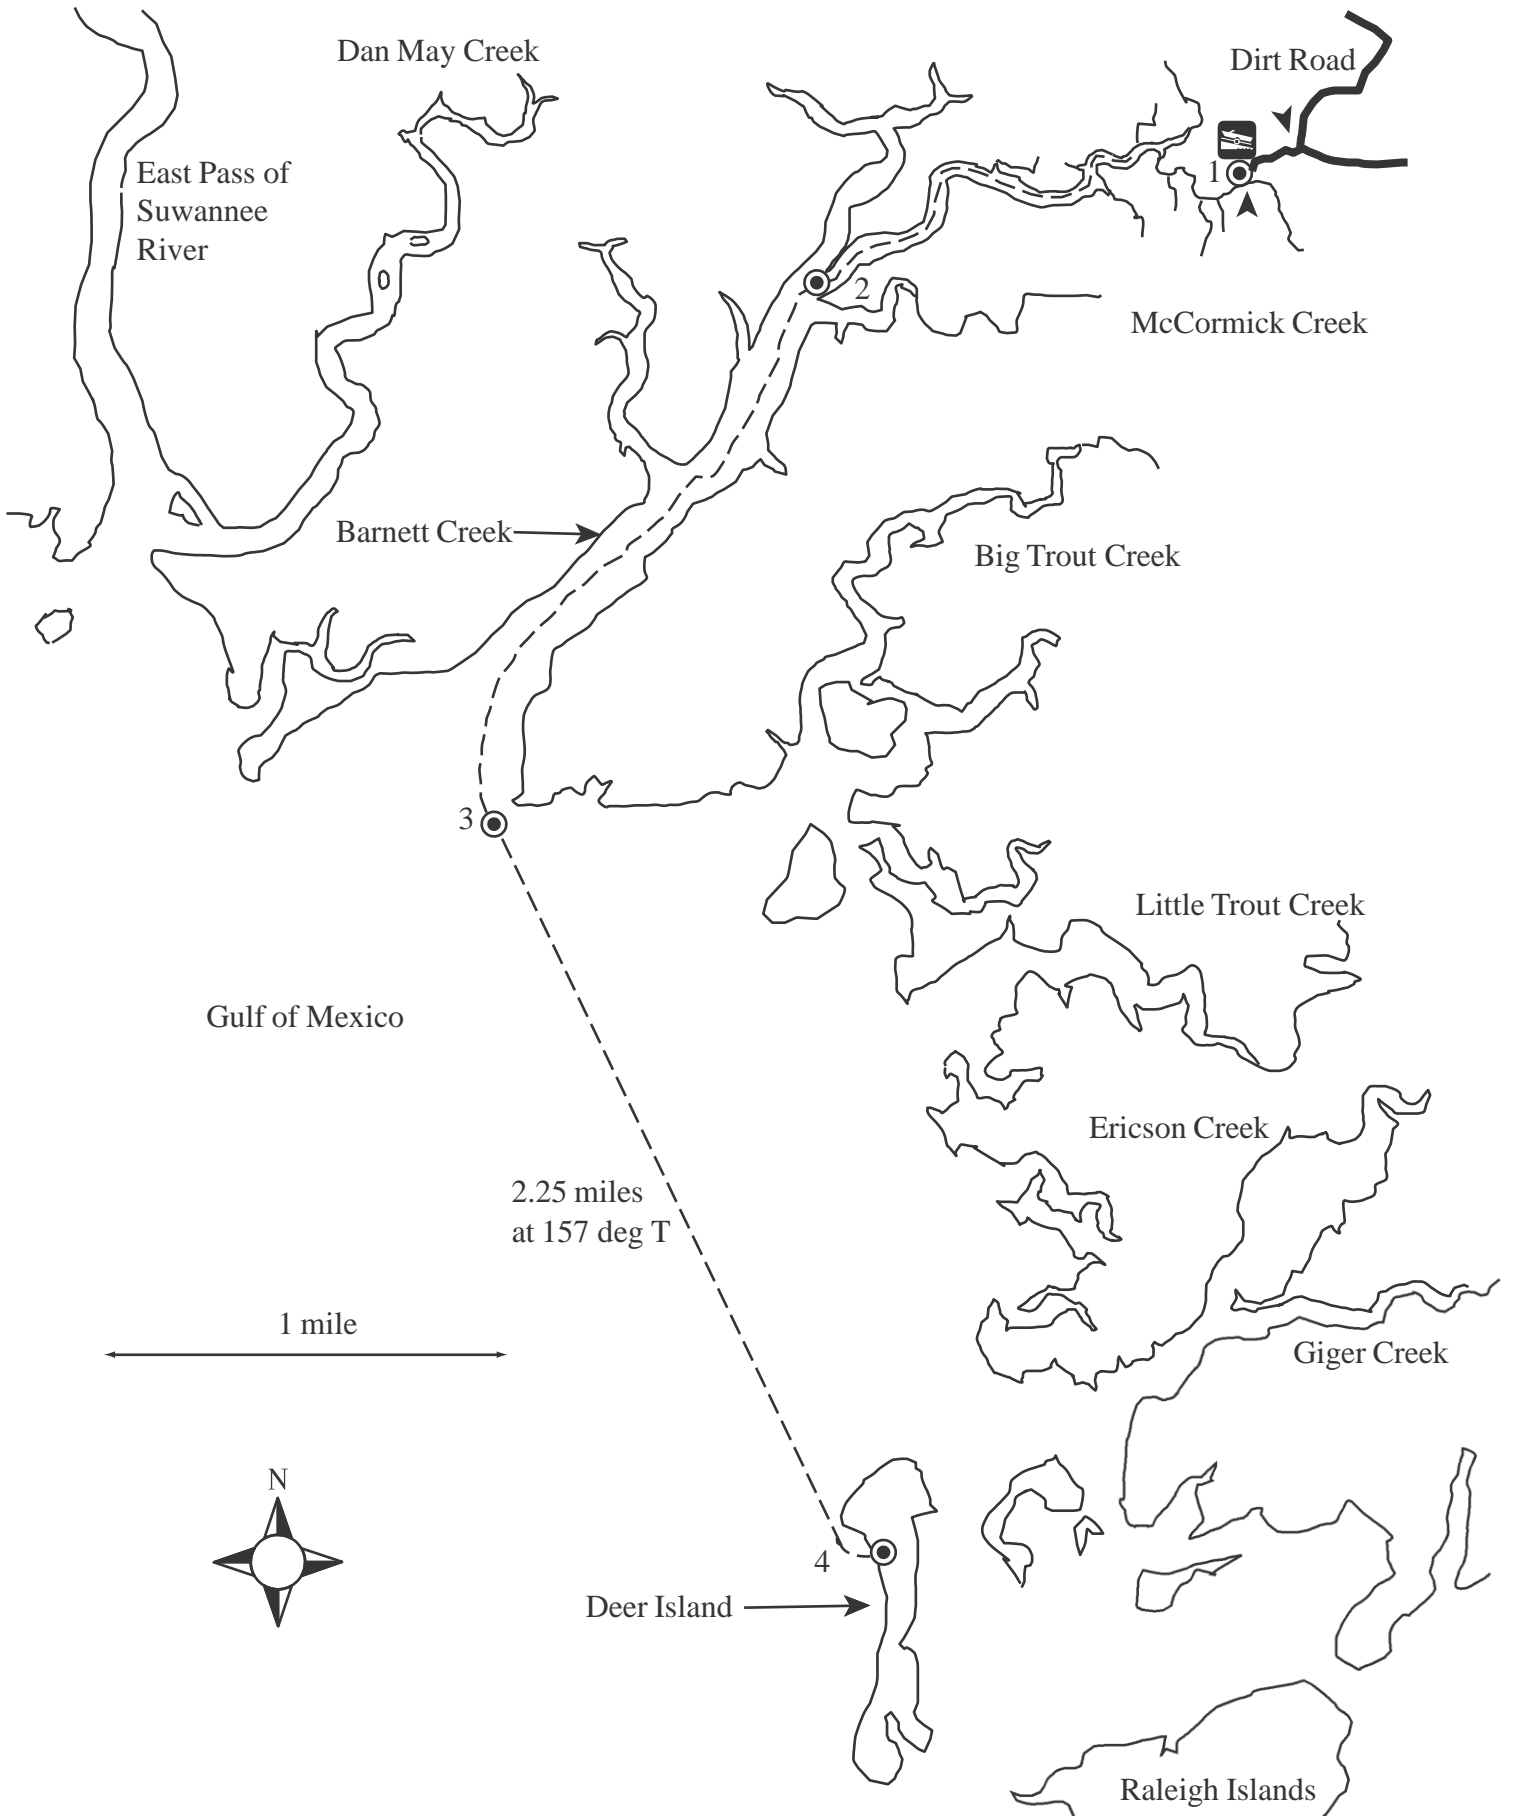 Dan May Creek
Dirt Road
East Pass of
Suwannee
River
1
2
McCormick Creek
Barnett Creek
Big Trout Creek
3
Little Trout Creek
Gulf of Mexico
Ericson Creek
2.25 miles
at 157 deg T
1 mile
Giger Creek
N
4
Deer Island
Raleigh Islands